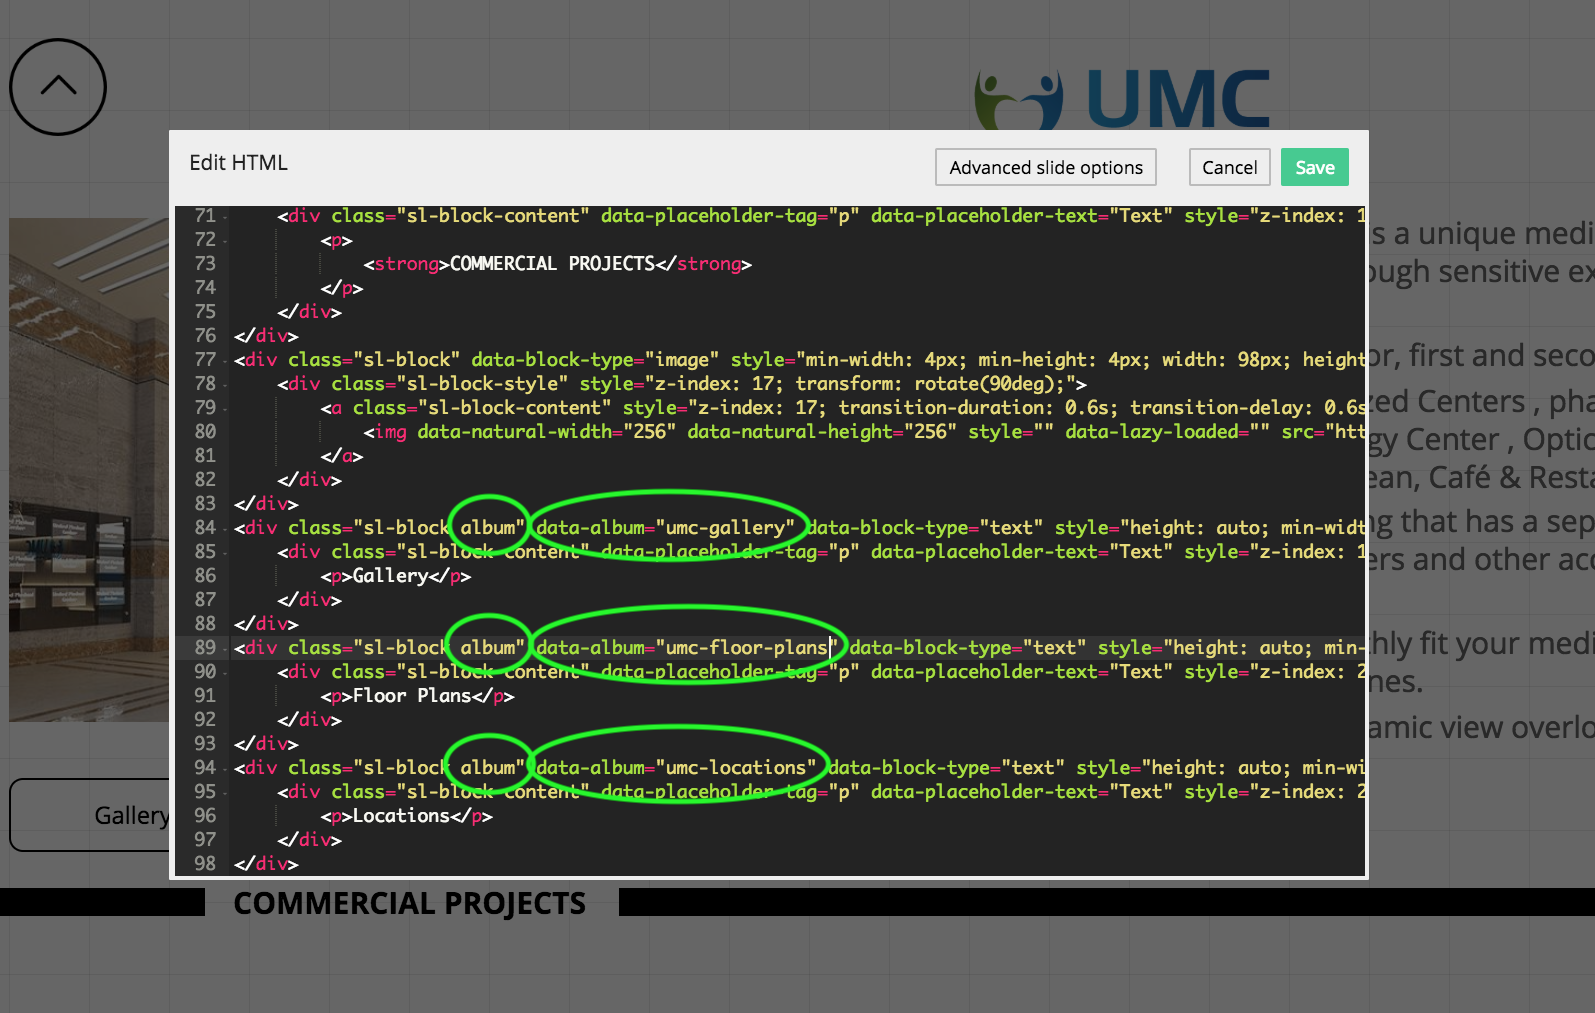 UMC
Edit HTML
Advanced slide options
Cancel
Save
71 <div class="sl-block-content" data-placeholder-tag="p" data-placeholder-text="Text" style="z-index: 1
72 <p>
73 <strong>COMMERCIAL PROJECTS</strong>
74 </p>
75 </div>
76 </div>
77 <div class="sl-block" data-block-type="image" style="min-width: 4px; min-height: 4px; width: 98px; height
78 <div class="sl-block-style" style="z-index: 17; transform: rotate(90deg);">
79 <a class="sl-block-content" style="z-index: 17; transition-duration: 0.6s; transition-delay: 0.6s
80 <img data-natural-width="256" data-natural-height="256" style="" data-lazy-loaded="" src="htt
81 </a>
82 </div>
83 </div>
84 <div class="sl-block album" data-album="umc-gallery" data-block-type="text" style="height: auto; min-widt
85 <div class="sl-block-content" data-placeholder-tag="p" data-placeholder-text="Text" style="z-index: 1
86 <p>Gallery</p>
87 </div>
88 </div>
89 <div class="sl-block album" data-album="umc-floor-plans" data-block-type="text" style="height: auto; min-
90 <div class="sl-block-content" data-placeholder-tag="p" data-placeholder-text="Text" style="z-index: 2
91 <p>Floor Plans</p>
92 </div>
93 </div>
94 <div class="sl-block album" data-album="umc-locations" data-block-type="text" style="height: auto; min-wi
95 <div class="sl-block-content" data-placeholder-tag="p" data-placeholder-text="Text" style="z-index: 2
96 <p>Locations</p>
97 </div>
98 </div>
s a unique medi
ough sensitive ex
or, first and seco
zed Centers , pha
gy Center , Optic
ean, Café & Resta
ng that has a sep
ers and other acc
hly fit your medi
nes.
amic view overlo
Gallery
COMMERCIAL PROJECTS